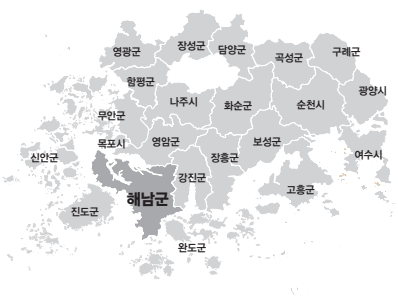 장성군
담양군
영광군
곡성군
구례군
함평군
광양시
나주시
화순군
순천시
무안군
목포시
영암군
보성군
여수시
신안군
장흥군
강진군
고흥군
해남군
진도군
완도군